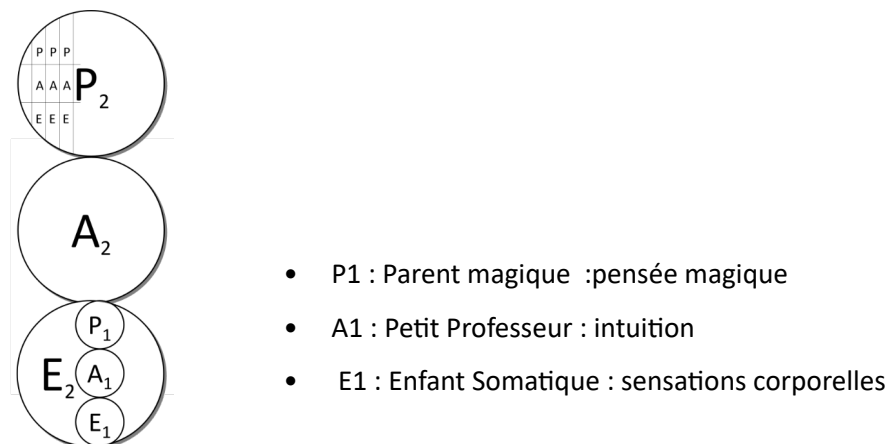 P P P
A A A
P2
E E E
A2
P1
E2
A1
E1
• P1 : Parent magique :pensée magique
• A1 : Petit Professeur : intuition
• E1 : Enfant Somatique : sensations corporelles